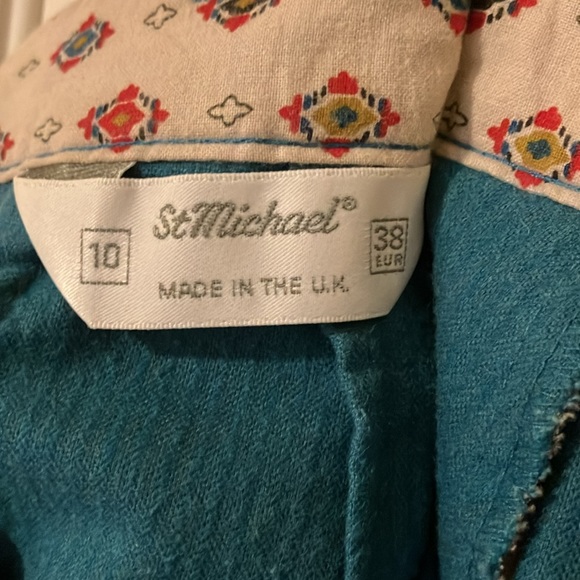 St Michael®
10
38
EUR
MADE IN THE U.K.